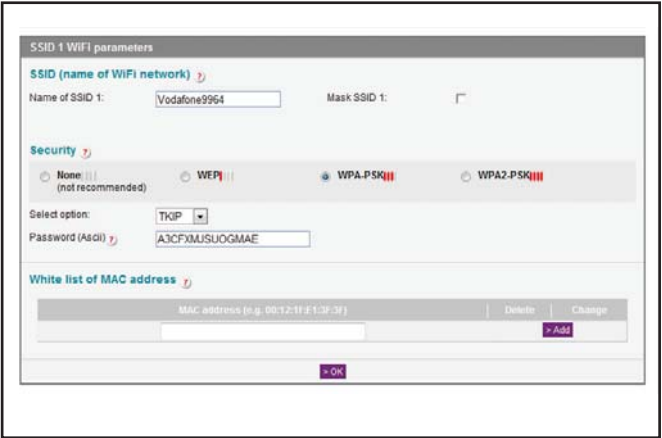 SSID 1 WiFi parameters
SSID (name of WiFi network) ?
Name of SSID 1: Vodafone9964 Mask SSID 1:
Security ?
None WEP WPA-PSK WPA2-PSK
(not recommended)
Select option: TKIP
Password (Ascii) ? A3CFXMJSUOGMAE
White list of MAC address ?
MAC address (e.g. 00:12:1F:E1:3F:3F) Delete Change
> Add
> OK